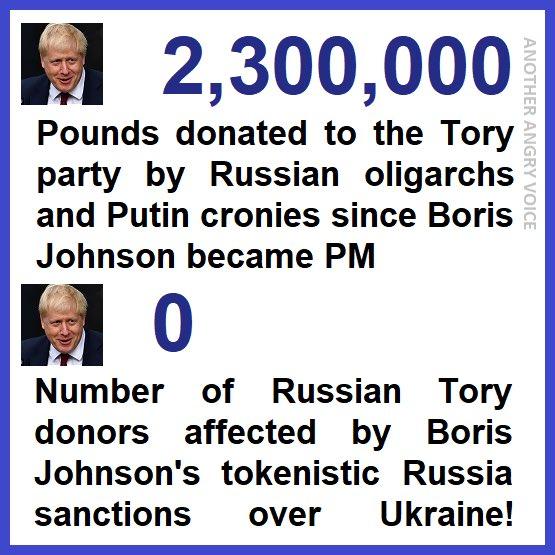 2,300,000
Pounds donated to the Tory
party by Russian oligarchs
and Putin cronies since Boris
Johnson became PM
0
Number of Russian Tory
donors affected by Boris
Johnson's tokenistic Russia
sanctions over Ukraine!
ANOTHER ANGRY VOICE